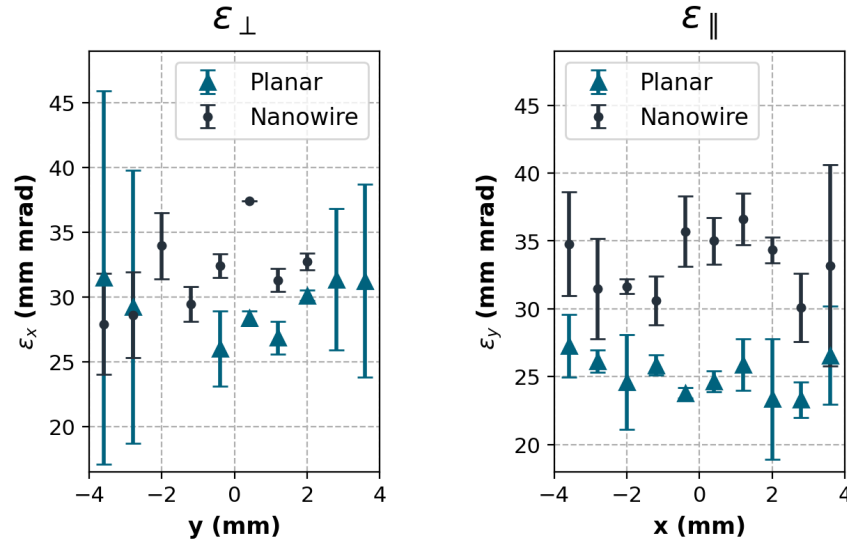 ε⊥
Planar
Nanowire
45
40
35
30
25
20
εx (mm mrad)
−4
−2
0
2
4
y (mm)
ε∥
Planar
Nanowire
45
40
35
30
25
20
εy (mm mrad)
−4
−2
0
2
4
x (mm)